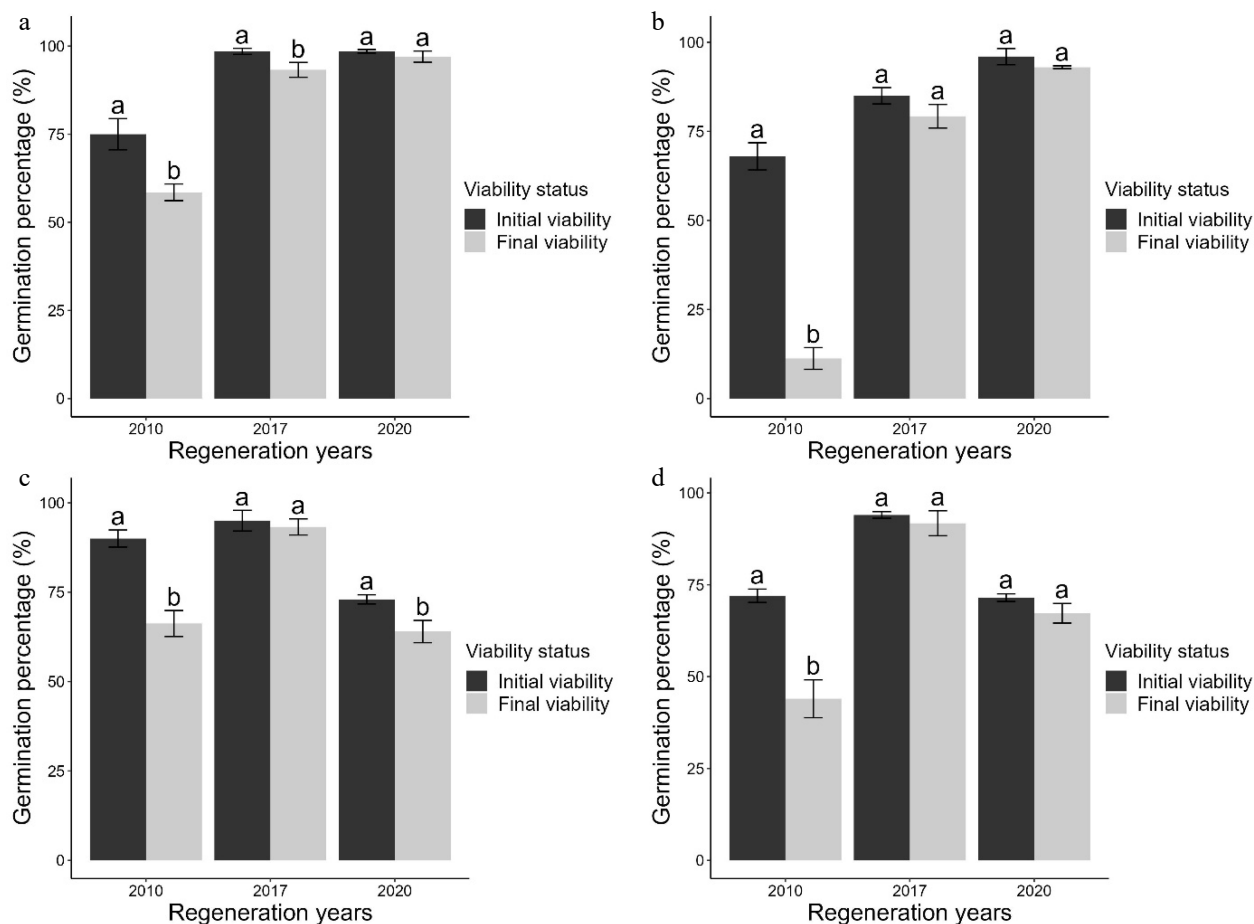 a
Germination percentage (%)
100
75
50
25
0
a
b
a
b
a
a
2010
2017
2020
Regeneration years
Viability status
Initial viability
Final viability
b
Germination percentage (%)
100
75
50
25
0
a
b
a
a
a
a
2010
2017
2020
Regeneration years
Viability status
Initial viability
Final viability
c
Germination percentage (%)
100
75
50
25
0
a
b
a
a
a
b
2010
2017
2020
Regeneration years
Viability status
Initial viability
Final viability
d
Germination percentage (%)
100
75
50
25
0
a
b
a
a
a
a
2010
2017
2020
Regeneration years
Viability status
Initial viability
Final viability